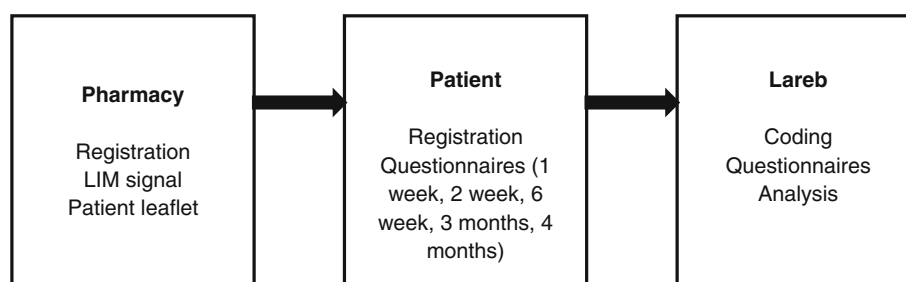 Pharmacy
Registration
LIM signal
Patient leaflet
Patient
Registration
Questionnaires (1
week, 2 week, 6
week, 3 months, 4
months)
Lareb
Coding
Questionnaires
Analysis